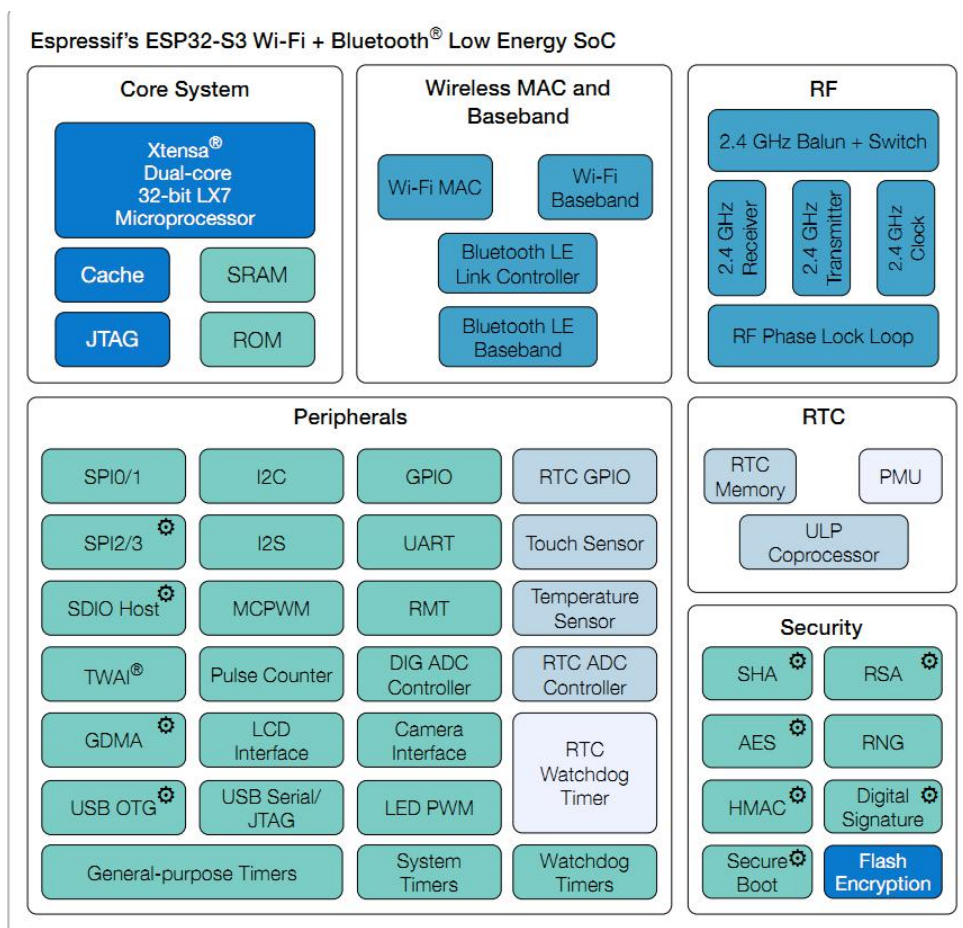 Espressif's ESP32-S3 Wi-Fi + Bluetooth® Low Energy SoC
Core System
Xtensa®
Dual-core
32-bit LX7
Microprocessor
Cache
SRAM
JTAG
ROM
Wireless MAC and
Baseband
Wi-Fi MAC
Wi-Fi
Baseband
Bluetooth LE
Link Controller
Bluetooth LE
Baseband
RF
2.4 GHz Balun + Switch
2.4 GHz
Receiver
2.4 GHz
Transmitter
2.4 GHz
Clock
RF Phase Lock Loop
Peripherals
SPI0/1
I2C
GPIO
RTC GPIO
SPI2/3
I2S
UART
Touch Sensor
SDIO Host
MCPWM
RMT
Temperature
Sensor
TWAI®
Pulse Counter
DIG ADC
Controller
RTC ADC
Controller
GDMA
LCD
Interface
Camera
Interface
RTC
Watchdog
Timer
USB OTG
USB Serial/
JTAG
LED PWM
General-purpose Timers
System
Timers
Watchdog
Timers
RTC
RTC
Memory
PMU
ULP
Coprocessor
Security
SHA
RSA
AES
RNG
HMAC
Digital
Signature
Secure
Boot
Flash
Encryption